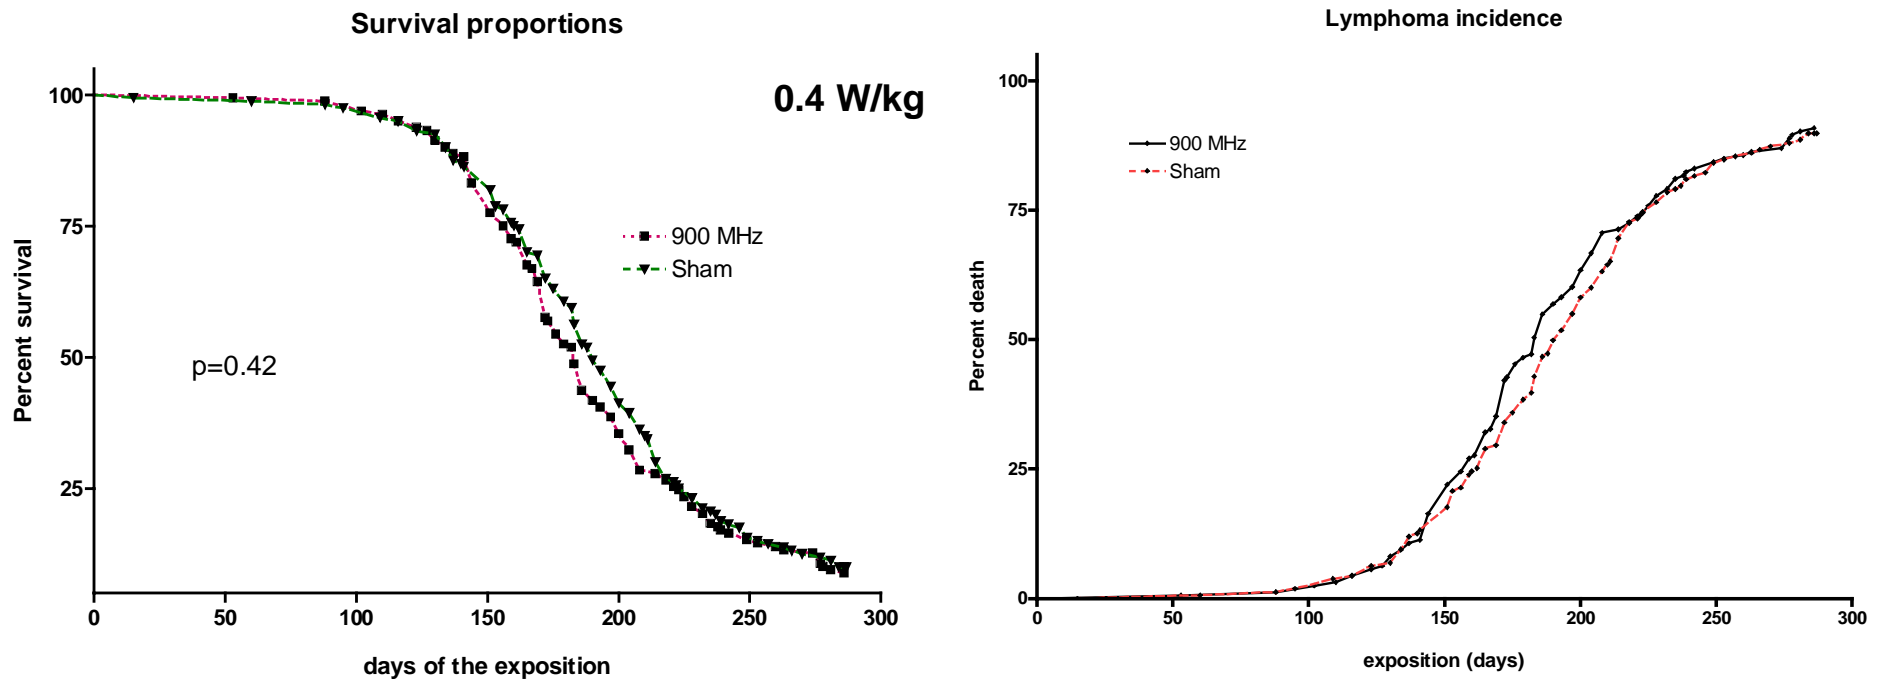 Survival proportions
0.4 W/kg
100
75
50
25
Percent survival
900 MHz
Sham
p=0.42
0 50 100 150 200 250 300
days of the exposition
Lymphoma incidence
100
75
50
25
0
Percent death
900 MHz
Sham
0 50 100 150 200 250 300
exposition (days)